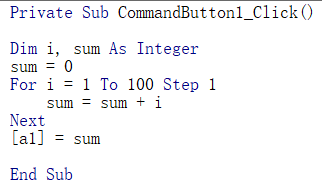 Private Sub CommandButton1_Click()
Dim i, sum As Integer
sum = 0
For i = 1 To 100 Step 1
    sum = sum + i
Next
[a1] = sum
End Sub